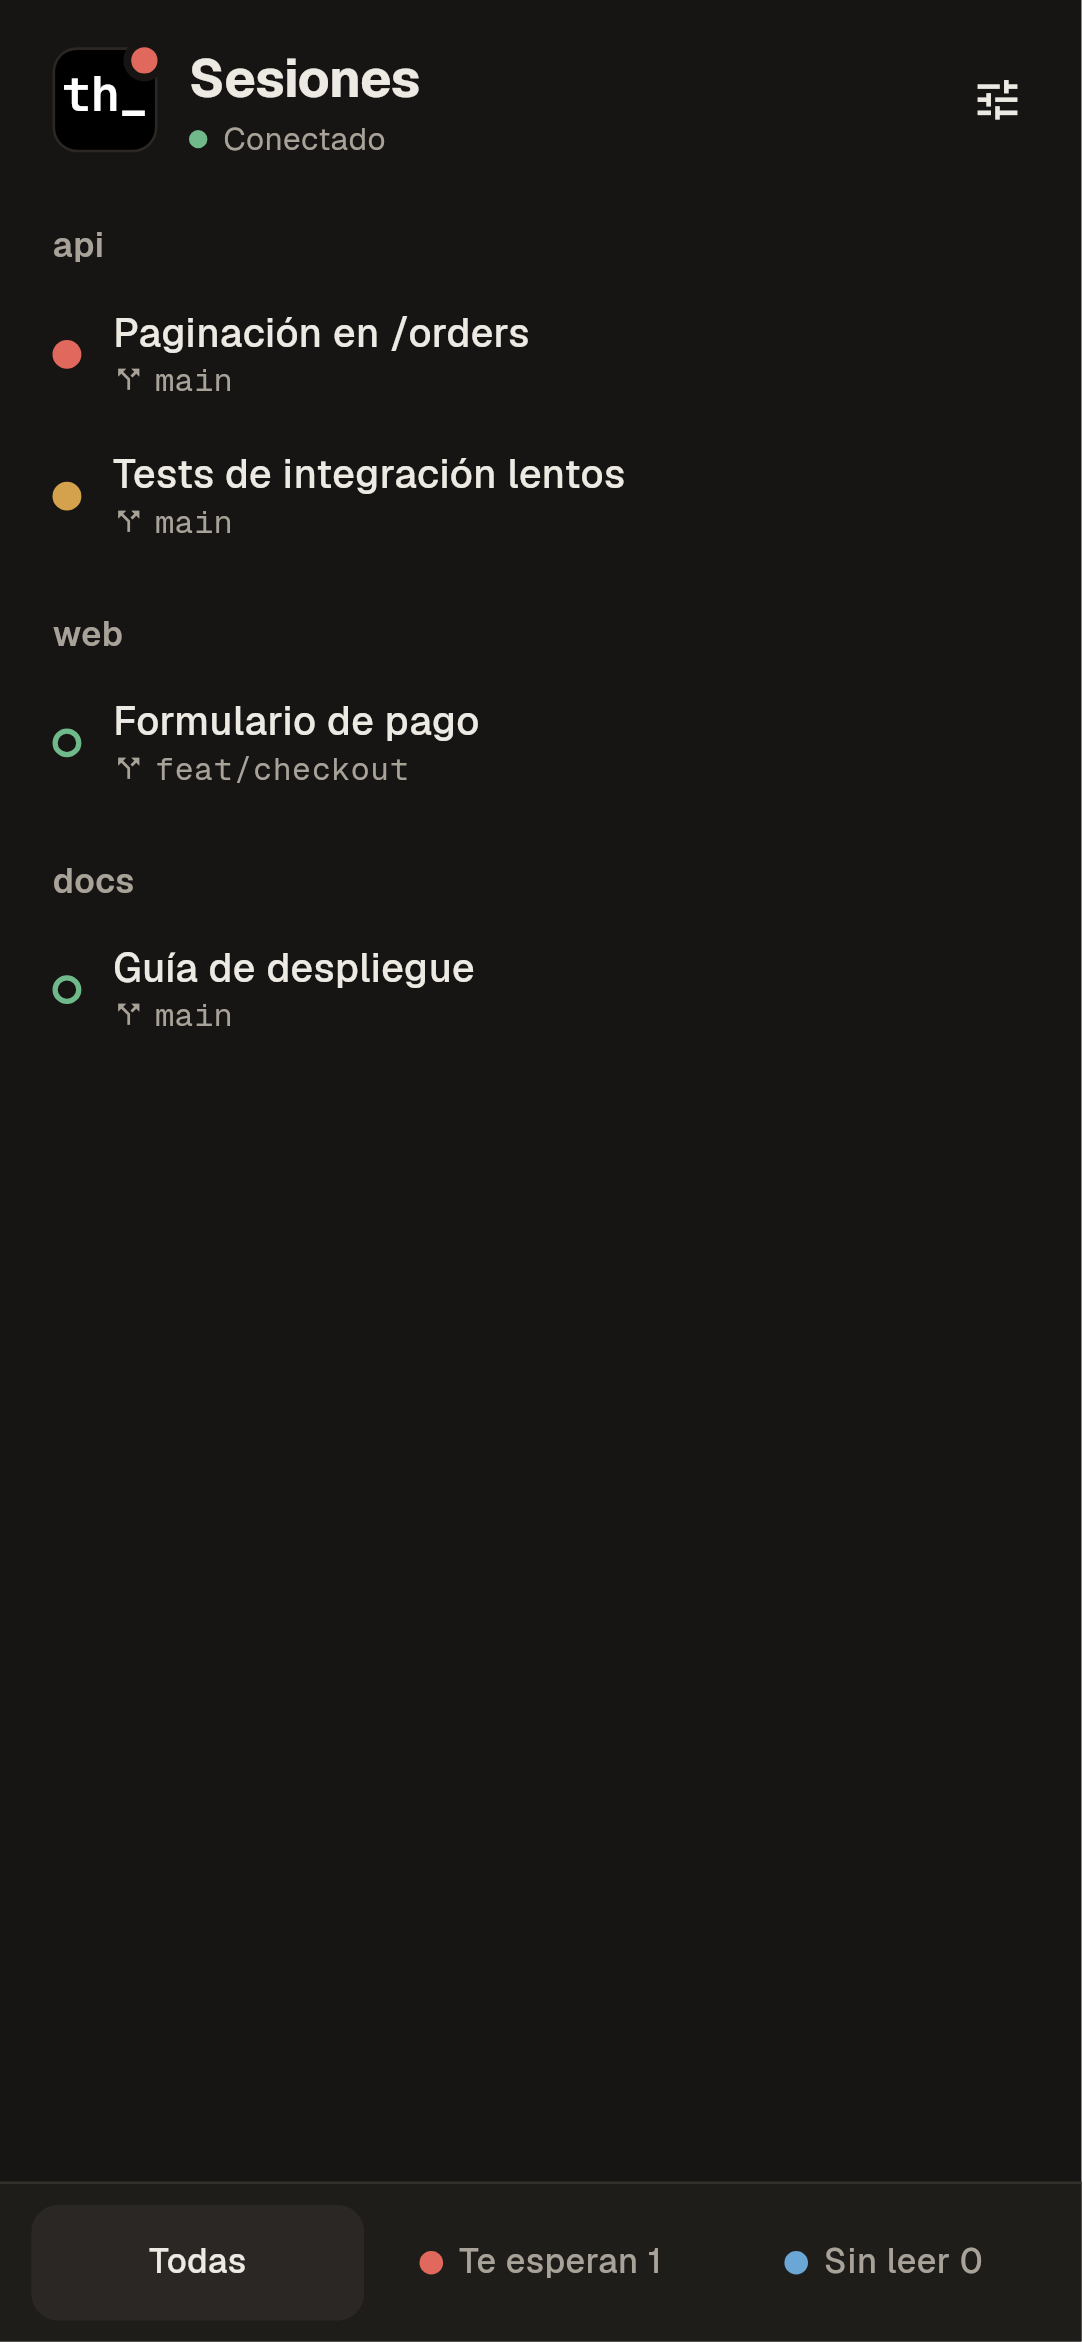 th_
Sesiones
Conectado
api
Paginación en /orders
main
Tests de integración lentos
main
web
Formulario de pago
feat/checkout
docs
Guía de despliegue
main
Todas
Te esperan 1
Sin leer 0